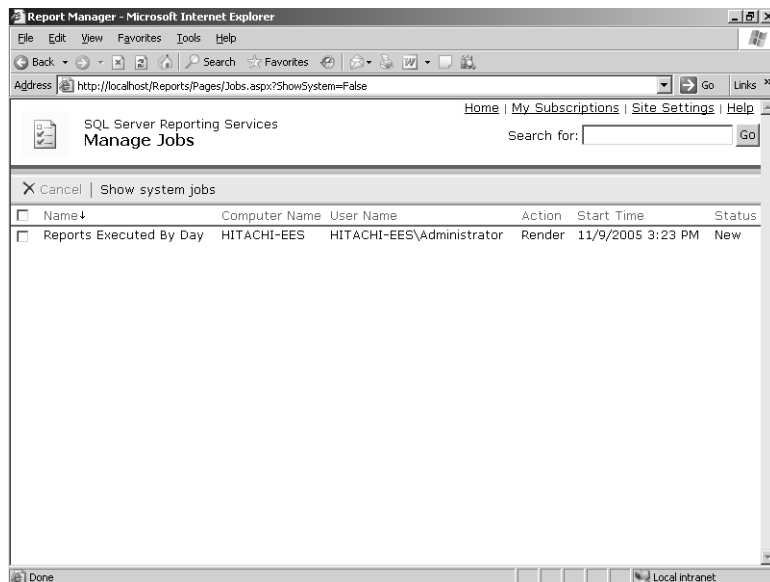 Report Manager - Microsoft Internet Explorer
File Edit View Favorites Tools Help
Back Search Favorites
Address http://localhost/Reports/Pages/Jobs.aspx?ShowSystem=False Go Links »
Home | My Subscriptions | Site Settings | Help
SQL Server Reporting Services
Manage Jobs
Search for: Go
Cancel | Show system jobs
Name↓ Computer Name User Name Action Start Time Status
Reports Executed By Day HITACHI-EES HITACHI-EES\Administrator Render 11/9/2005 3:23 PM New
Done Local intranet